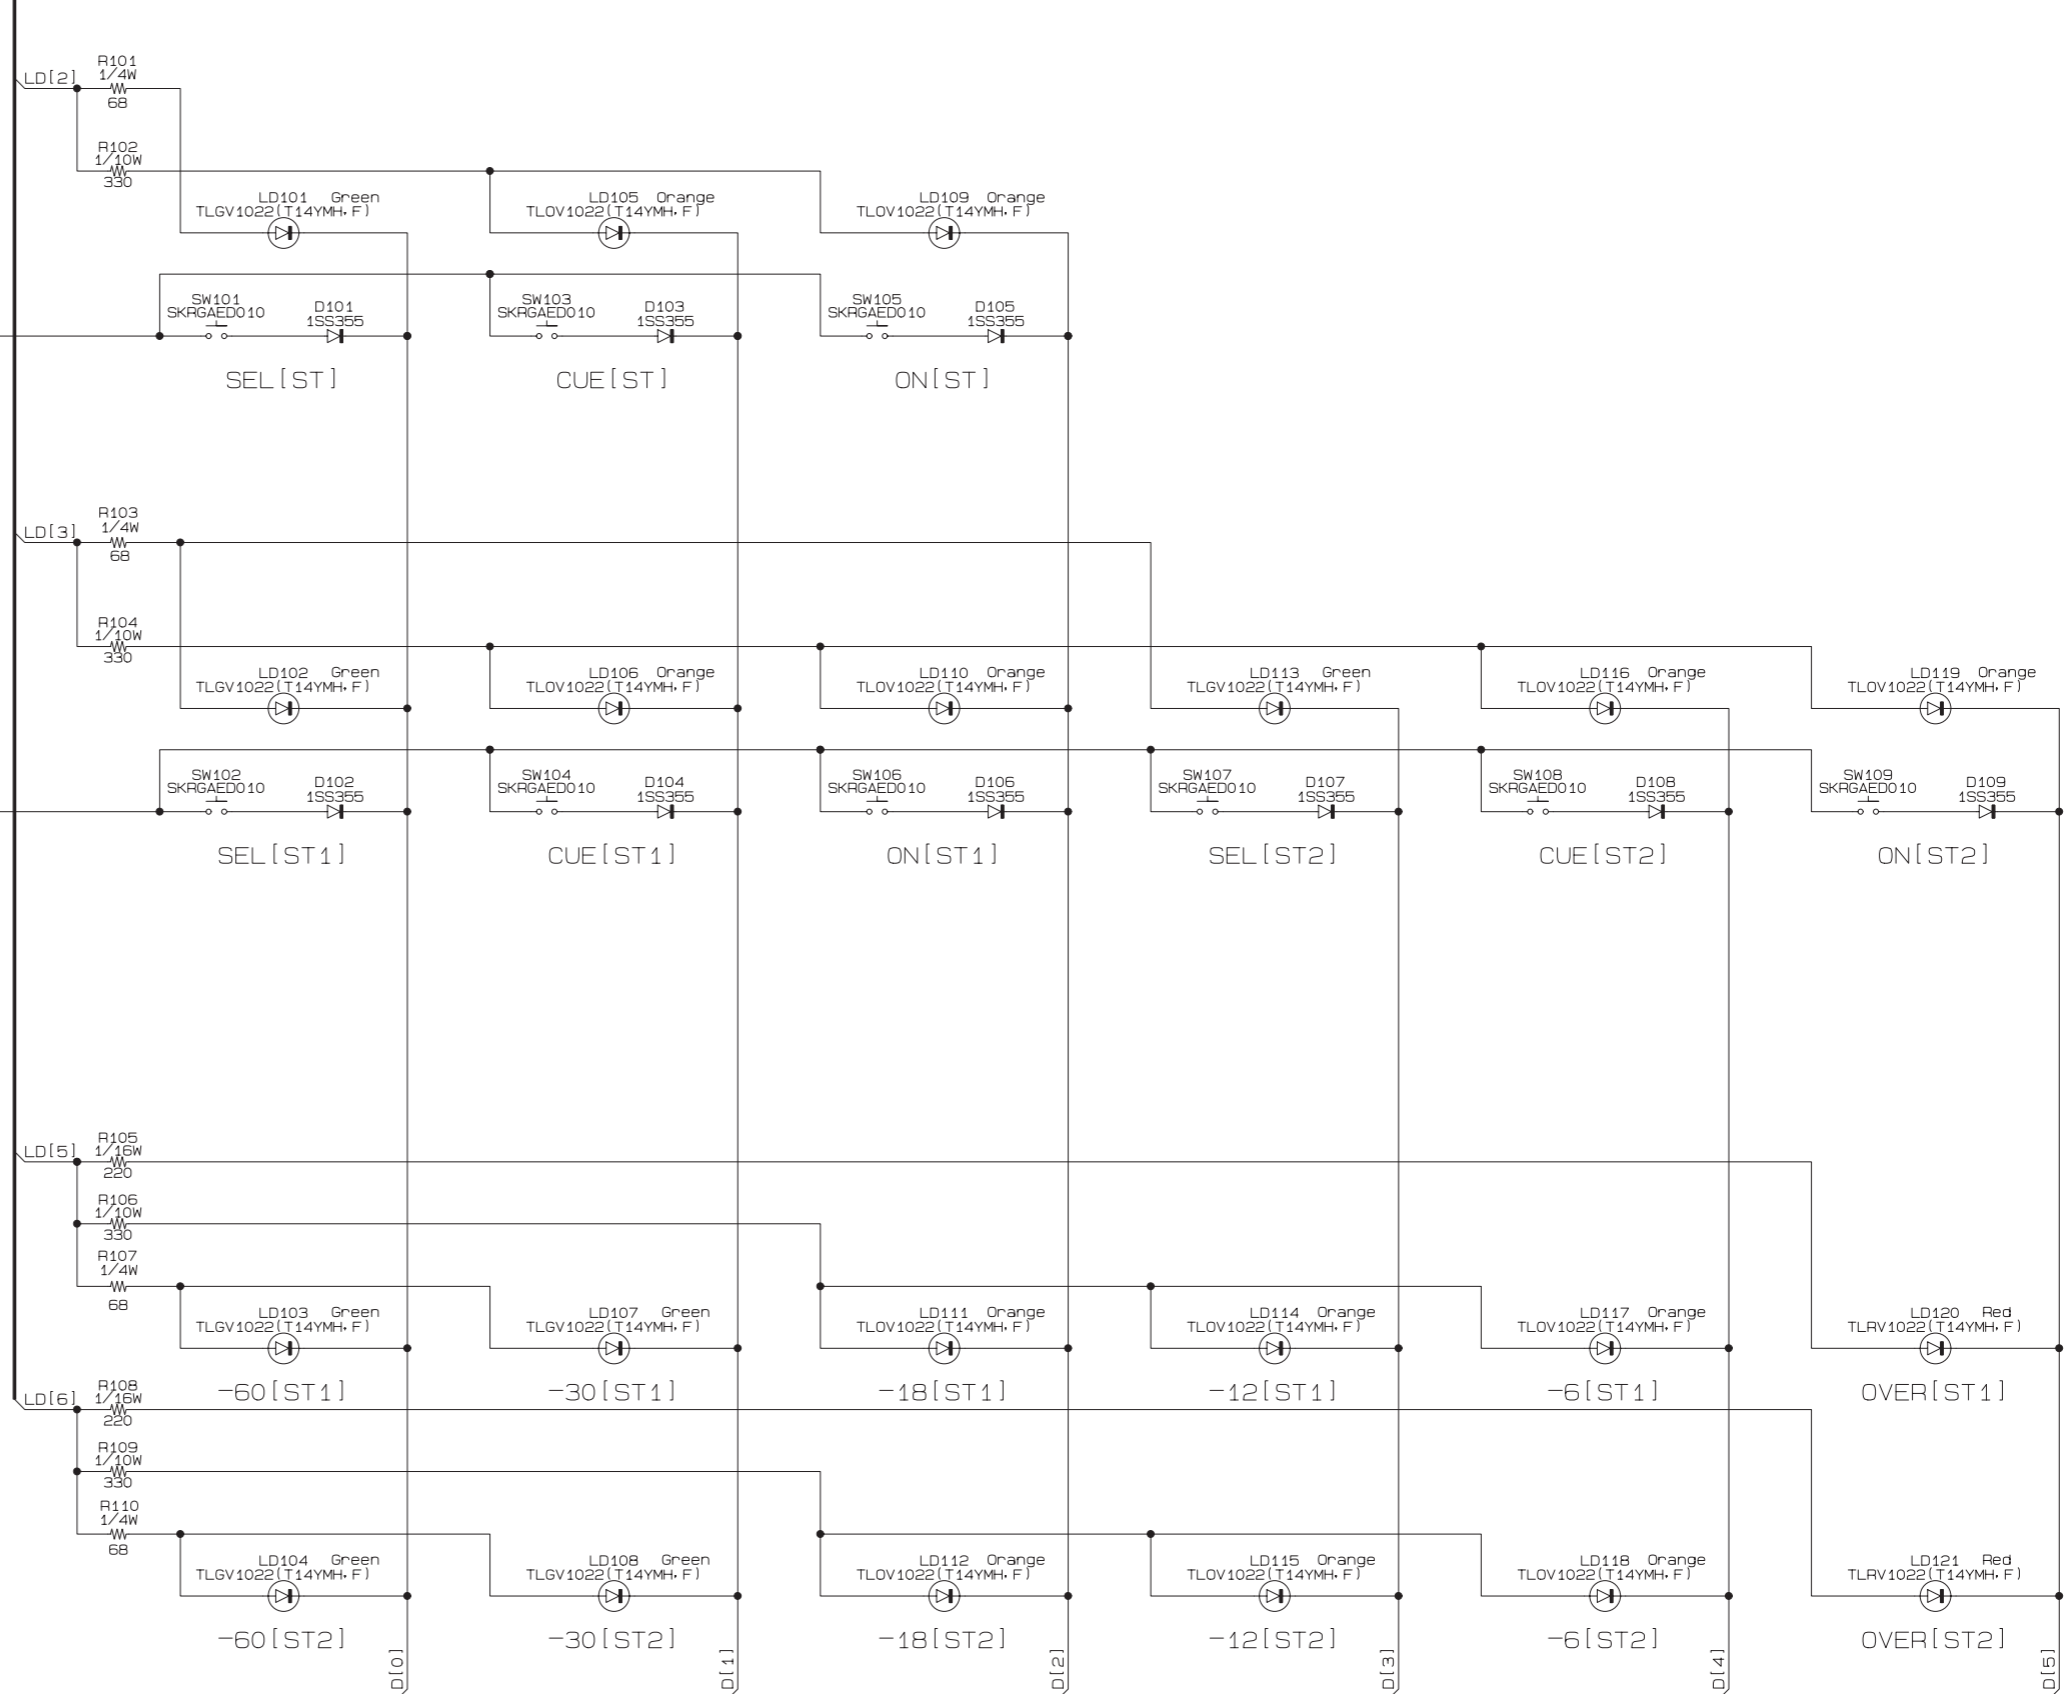 R101
1/4W
LD[2]
68
R102
1/10W
330
LD101 Green
TLGV1022(T14YMH,F)
LD105 Orange
TLOV1022(T14YMH,F)
LD109 Orange
TLOV1022(T14YMH,F)
SW101
SKRGAED010
D101
1SS355
SW103
SKRGAED010
D103
1SS355
SW105
SKRGAED010
D105
1SS355
SEL[ST]
CUE[ST]
ON[ST]
R103
1/4W
LD[3]
68
R104
1/10W
330
LD102 Green
TLGV1022(T14YMH,F)
LD106 Orange
TLOV1022(T14YMH,F)
LD110 Orange
TLOV1022(T14YMH,F)
LD113 Green
TLGV1022(T14YMH,F)
LD116 Orange
TLOV1022(T14YMH,F)
LD119 Orange
TLOV1022(T14YMH,F)
SW102
SKRGAED010
D102
1SS355
SW104
SKRGAED010
D104
1SS355
SW106
SKRGAED010
D106
1SS355
SW107
SKRGAED010
D107
1SS355
SW108
SKRGAED010
D108
1SS355
SW109
SKRGAED010
D109
1SS355
SEL[ST1]
CUE[ST1]
ON[ST1]
SEL[ST2]
CUE[ST2]
ON[ST2]
R105
1/16W
LD[5]
220
R106
1/10W
330
R107
1/4W
68
LD103 Green
TLGV1022(T14YMH,F)
LD107 Green
TLGV1022(T14YMH,F)
LD111 Orange
TLOV1022(T14YMH,F)
LD114 Orange
TLOV1022(T14YMH,F)
LD117 Orange
TLOV1022(T14YMH,F)
LD120 Red
TLRV1022(T14YMH,F)
-60[ST1]
-30[ST1]
-18[ST1]
-12[ST1]
-6[ST1]
OVER[ST1]
R108
1/16W
LD[6]
220
R109
1/10W
330
R110
1/4W
68
LD104 Green
TLGV1022(T14YMH,F)
LD108 Green
TLGV1022(T14YMH,F)
LD112 Orange
TLOV1022(T14YMH,F)
LD115 Orange
TLOV1022(T14YMH,F)
LD118 Orange
TLOV1022(T14YMH,F)
LD121 Red
TLRV1022(T14YMH,F)
-60[ST2]
-30[ST2]
-18[ST2]
-12[ST2]
-6[ST2]
OVER[ST2]
D[0]
D[1]
D[2]
D[3]
D[4]
D[5]